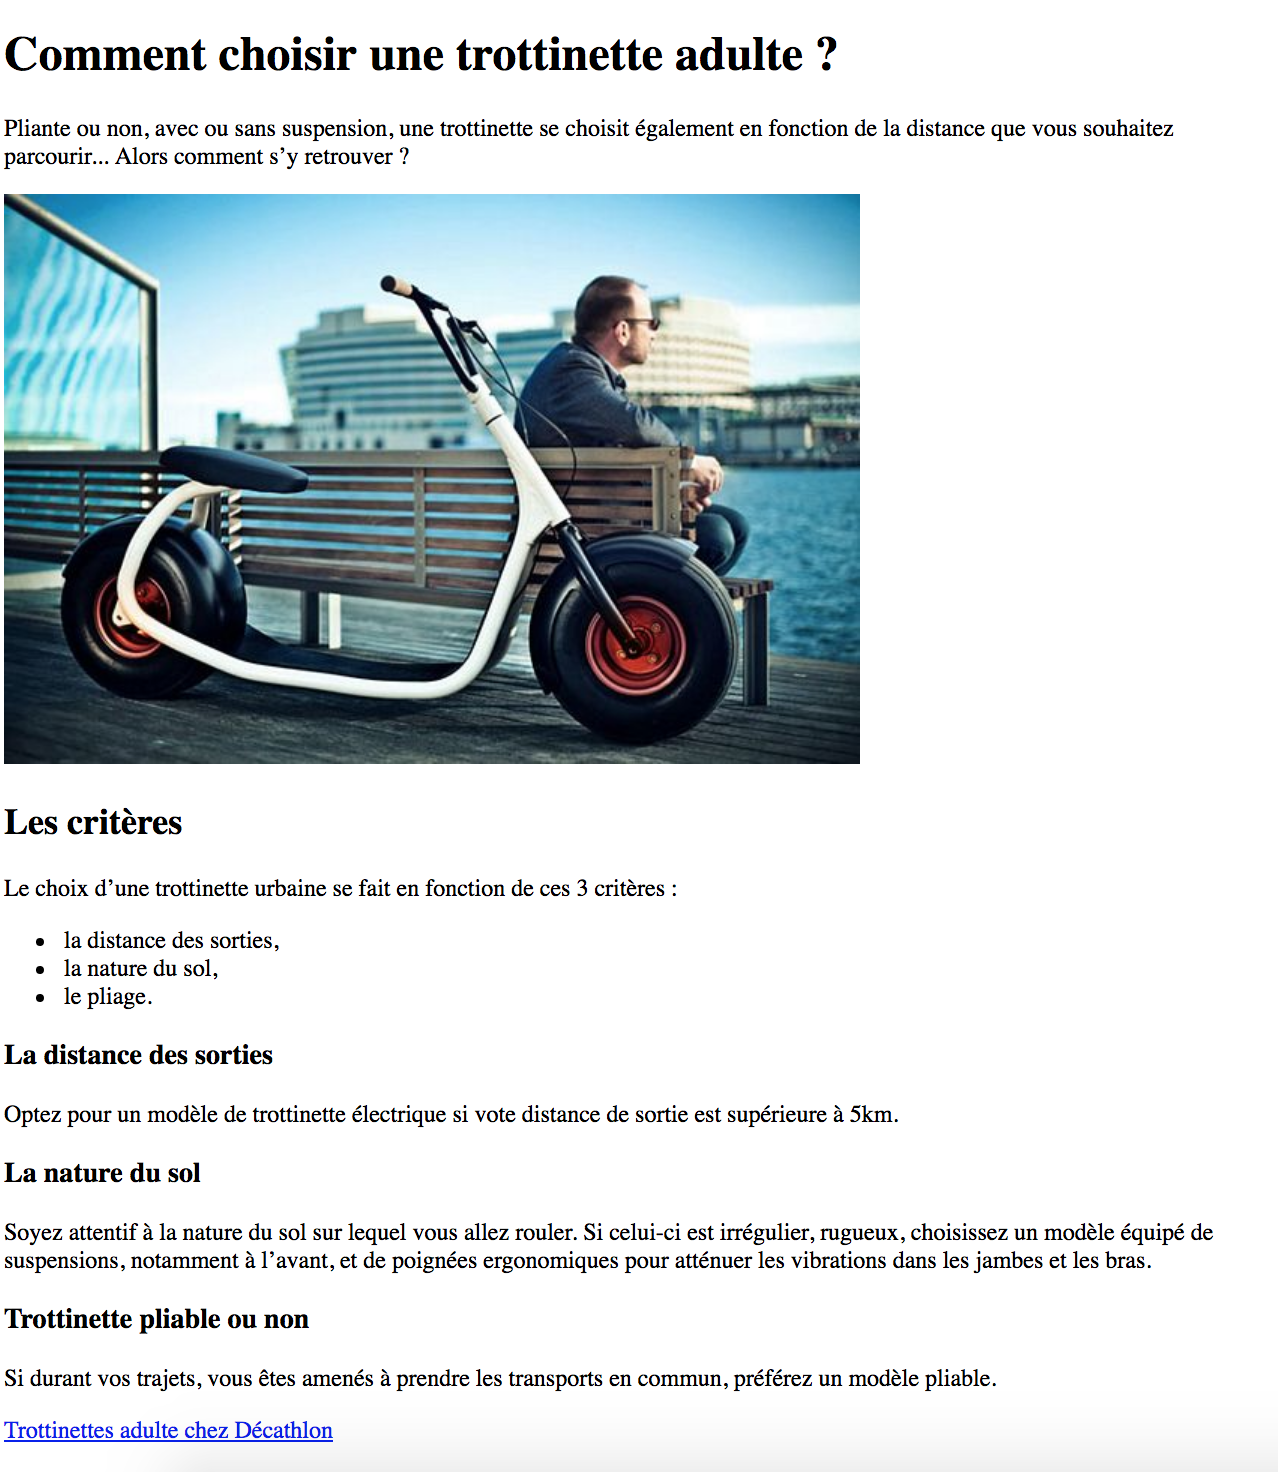 Comment choisir une trottinette adulte ?
Pliante ou non, avec ou sans suspension, une trottinette se choisit également en fonction de la distance que vous souhaitez
parcourir... Alors comment s’y retrouver ?
Les critères
Le choix d’une trottinette urbaine se fait en fonction de ces 3 critères :
• la distance des sorties,
• la nature du sol,
• le pliage.
La distance des sorties
Optez pour un modèle de trottinette électrique si vote distance de sortie est supérieure à 5km.
La nature du sol
Soyez attentif à la nature du sol sur lequel vous allez rouler. Si celui-ci est irrégulier, rugueux, choisissez un modèle équipé de
suspensions, notamment à l’avant, et de poignées ergonomiques pour atténuer les vibrations dans les jambes et les bras.
Trottinette pliable ou non
Si durant vos trajets, vous êtes amenés à prendre les transports en commun, préférez un modèle pliable.
Trottinettes adulte chez Décathlon